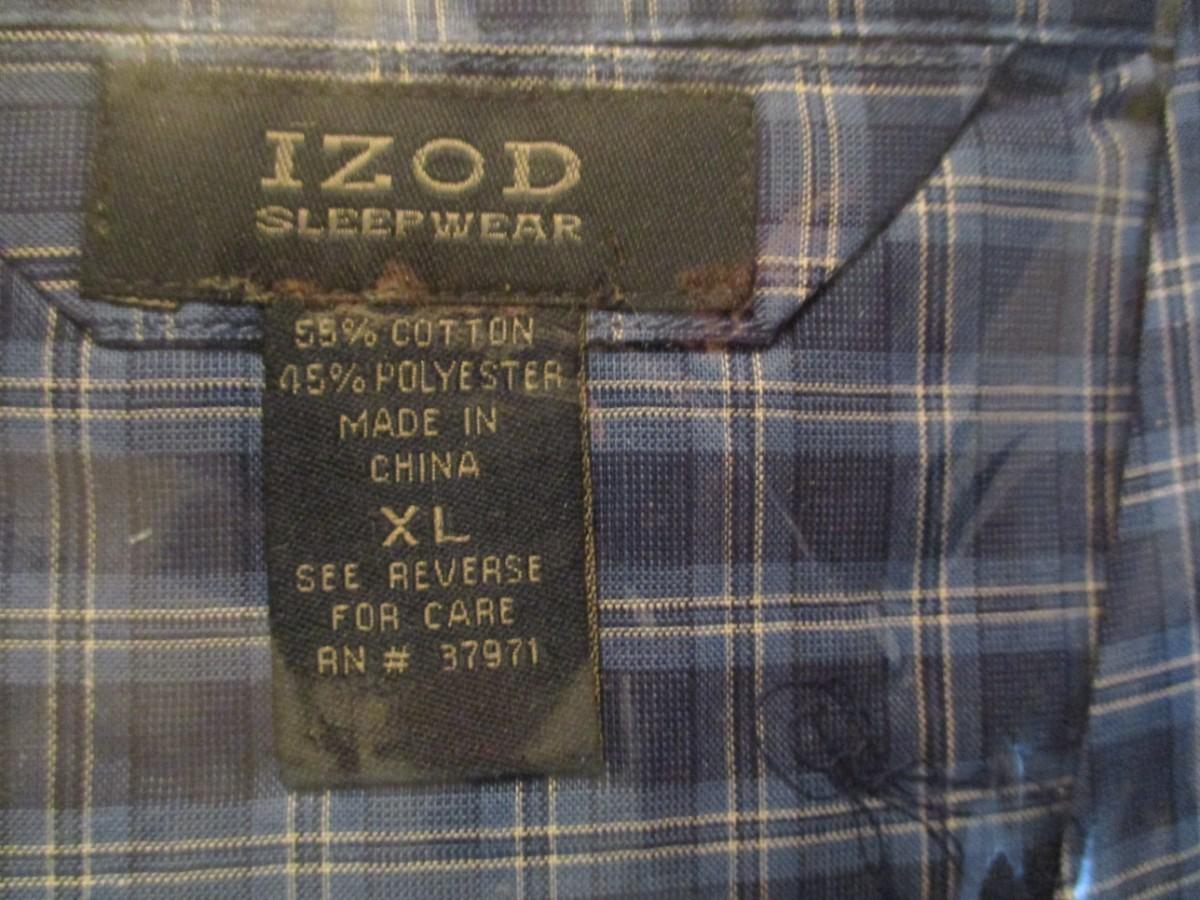 IZOD
SLEEPWEAR
55% COTTON
45% POLYESTER
MADE IN
CHINA
XL
SEE REVERSE
FOR CARE
RN # 37971